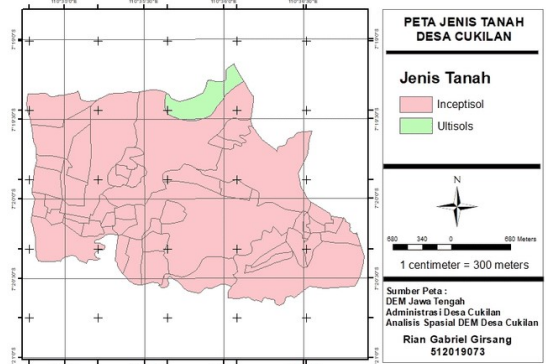 PETA JENIS TANAH
DESA CUKILAN
Jenis Tanah
Inceptisol
Ultisols
N
680 340 0 680 Meters
1 centimeter = 300 meters
Sumber Peta :
DEM Jawa Tengah
Administrasi Desa Cukilan
Analisis Spasial DEM Desa Cukilan
Rian Gabriel Girsang
512019073